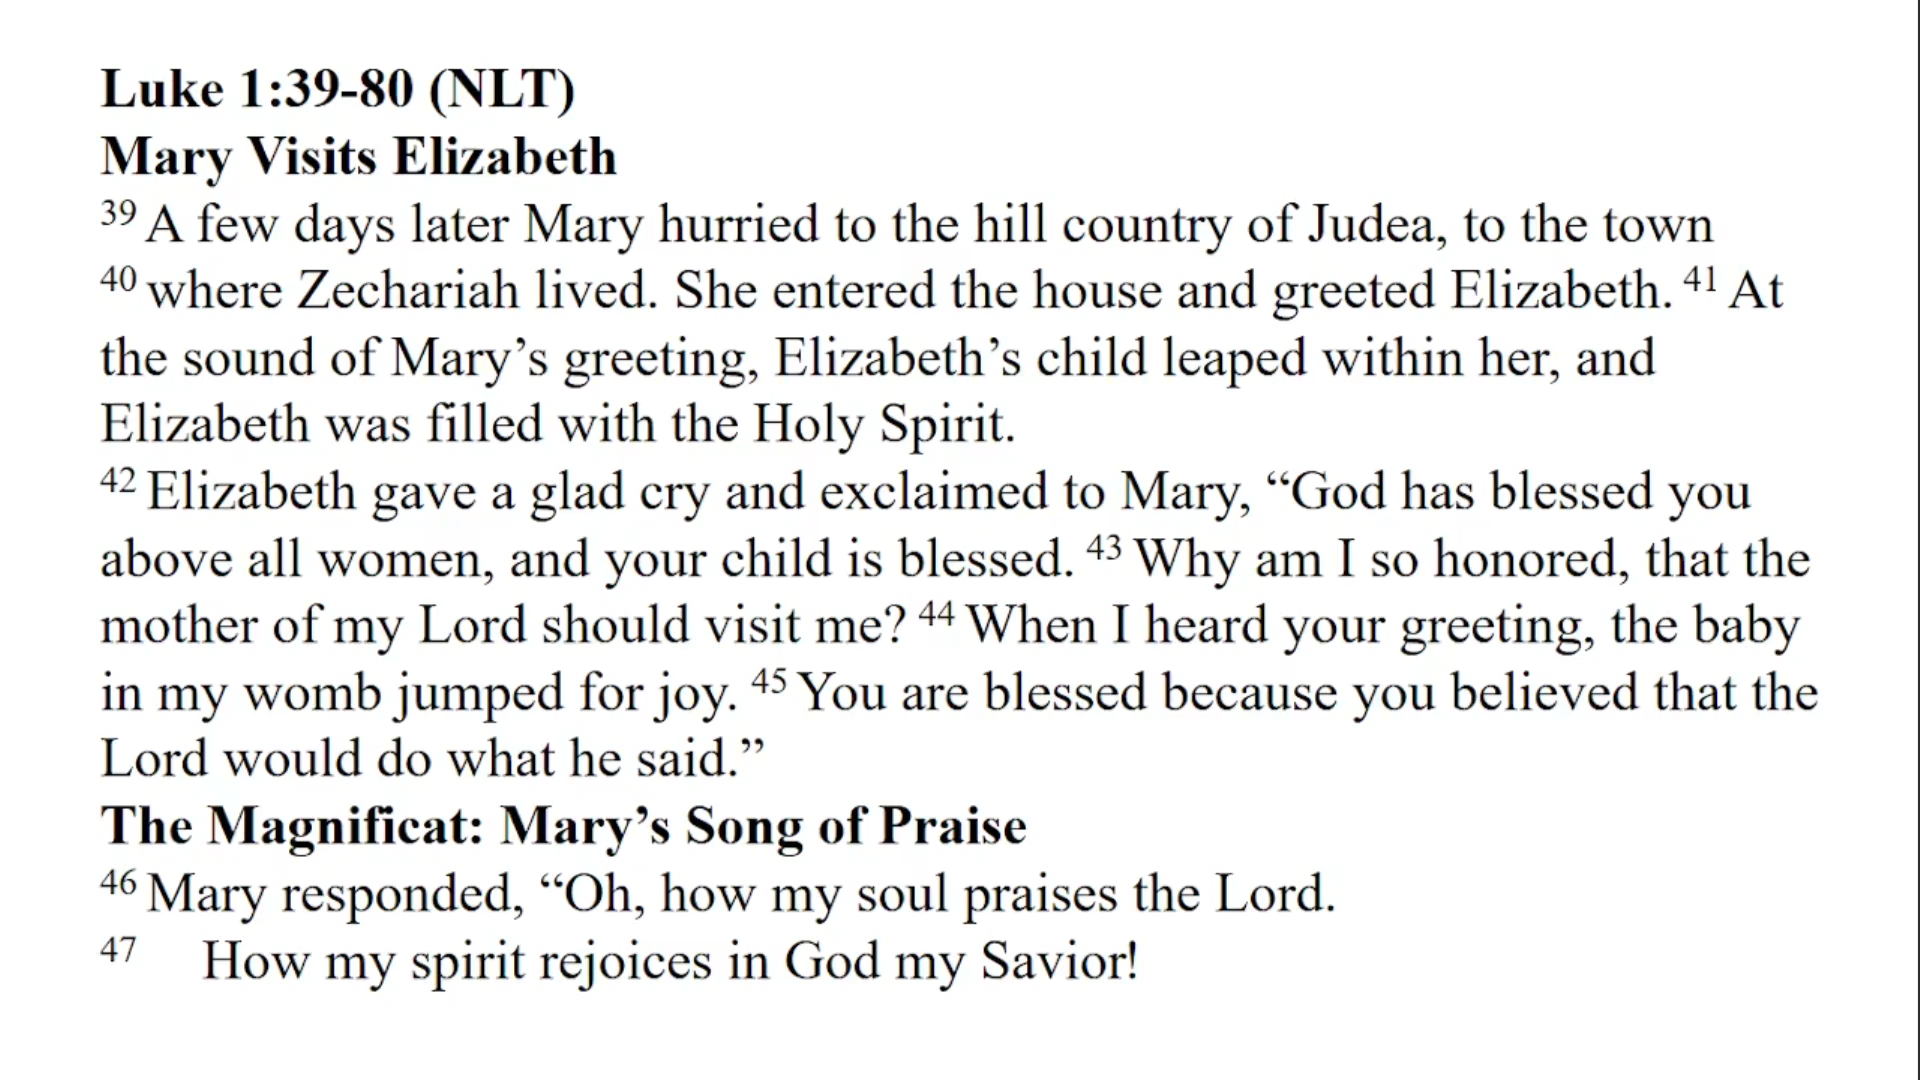 Luke 1:39-80 (NLT)
Mary Visits Elizabeth
39 A few days later Mary hurried to the hill country of Judea, to the town
40 where Zechariah lived. She entered the house and greeted Elizabeth. 41 At
the sound of Mary’s greeting, Elizabeth’s child leaped within her, and
Elizabeth was filled with the Holy Spirit.
42 Elizabeth gave a glad cry and exclaimed to Mary, “God has blessed you
above all women, and your child is blessed. 43 Why am I so honored, that the
mother of my Lord should visit me? 44 When I heard your greeting, the baby
in my womb jumped for joy. 45 You are blessed because you believed that the
Lord would do what he said.”
The Magnificat: Mary’s Song of Praise
46 Mary responded, “Oh, how my soul praises the Lord.
47 How my spirit rejoices in God my Savior!